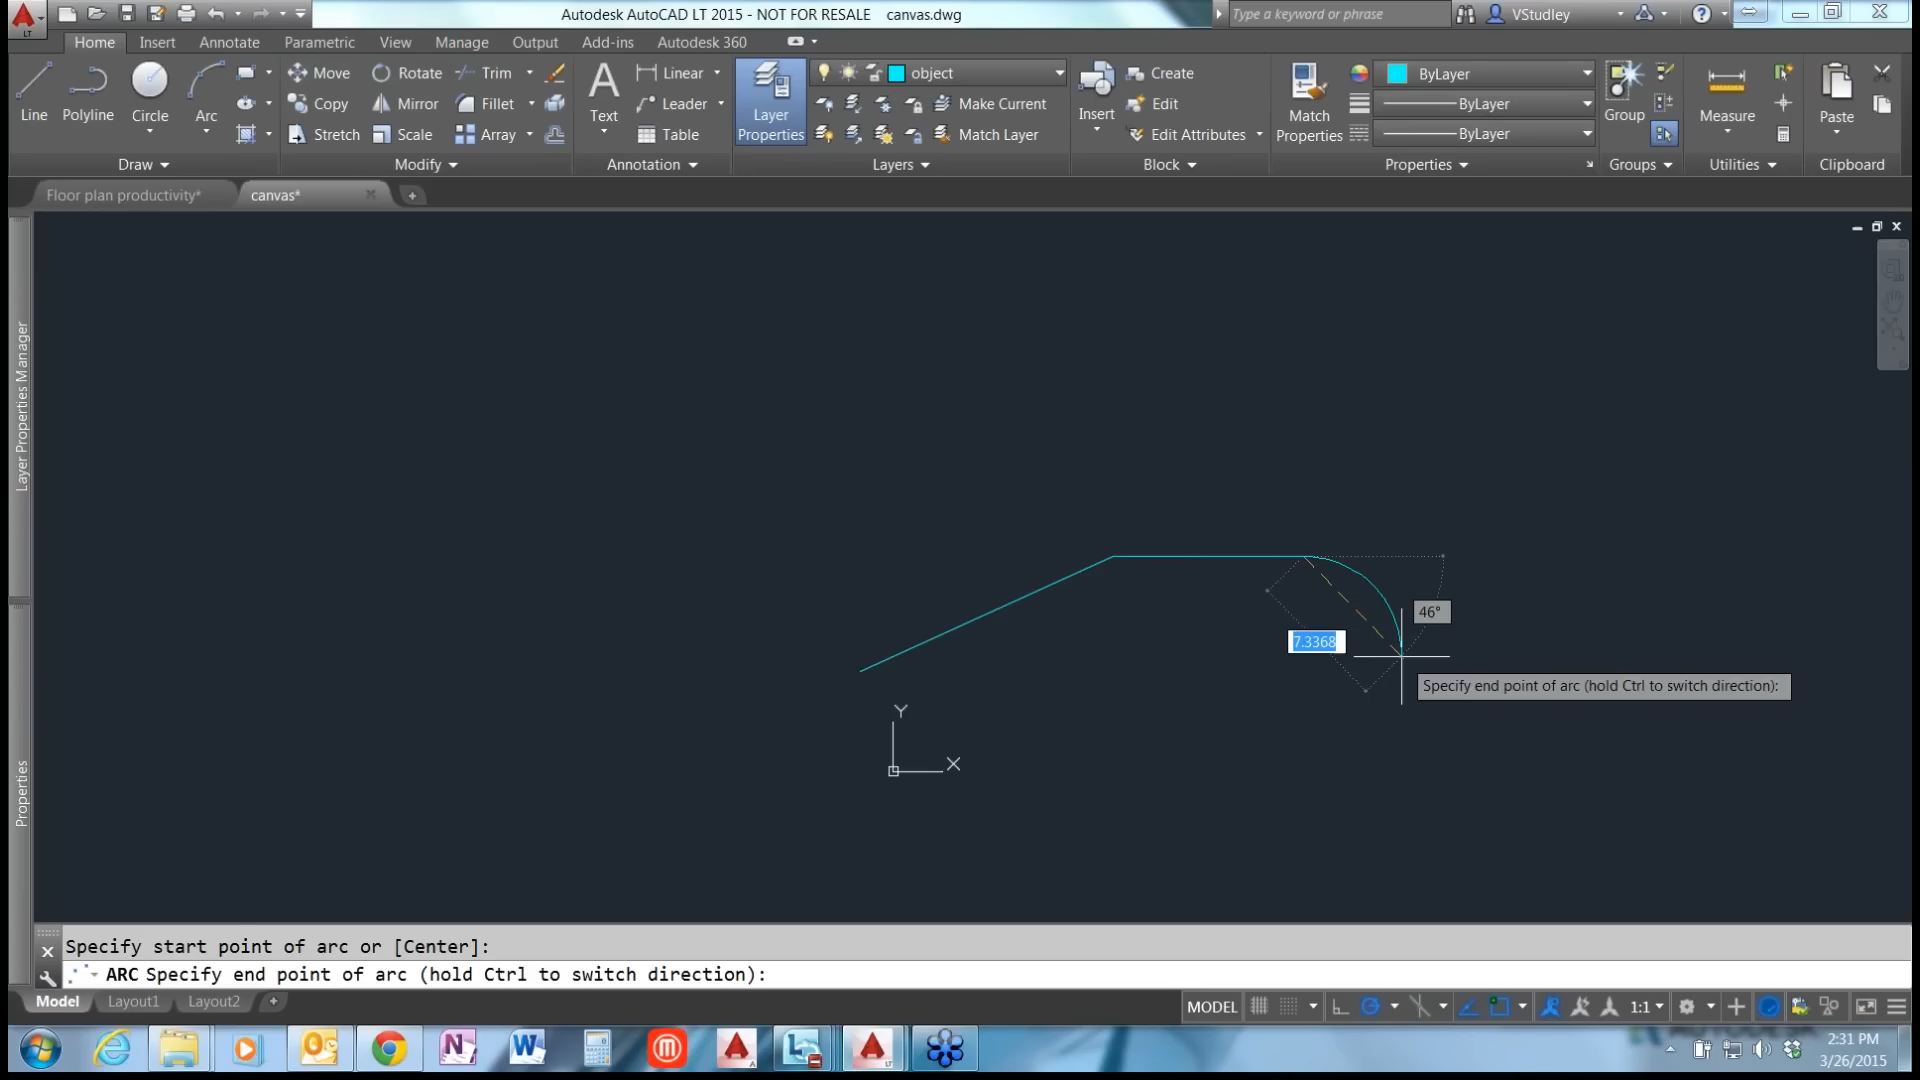 Autodesk AutoCAD LT 2015 - NOT FOR RESALE canvas.dwg
Type a keyword or phrase
VStudley
LT
Home Insert Annotate Parametric View Manage Output Add-ins Autodesk 360
Line Polyline Circle Arc
Draw
Move Rotate Trim
Copy Mirror Fillet
Stretch Scale Array
Modify
Text
Linear
Leader
Table
Annotation
Layer
Properties
object
Make Current
Match Layer
Layers
Insert
Create
Edit
Edit Attributes
Block
Match
Properties
ByLayer
ByLayer
ByLayer
Properties
Group
Groups
Measure
Utilities
Paste
Clipboard
Floor plan productivity*
canvas*
Layer Properties Manager
Properties
46°
7.3368
Specify end point of arc (hold Ctrl to switch direction):
Y
X
Specify start point of arc or [Center]:
ARC Specify end point of arc (hold Ctrl to switch direction):
Model Layout1 Layout2
MODEL
1:1
2:31 PM
3/26/2015